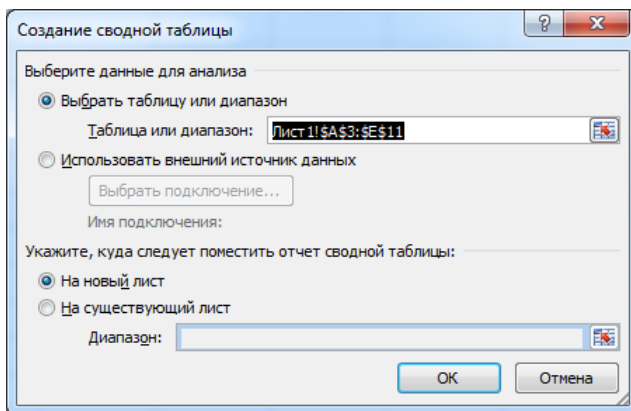 Создание сводной таблицы
Выберите данные для анализа
Выбрать таблицу или диапазон
Таблица или диапазон: Лист1!$A$3:$E$11
Использовать внешний источник данных
Выбрать подключение...
Имя подключения:
Укажите, куда следует поместить отчет сводной таблицы:
На новый лист
На существующий лист
Диапазон:
ОК Отмена